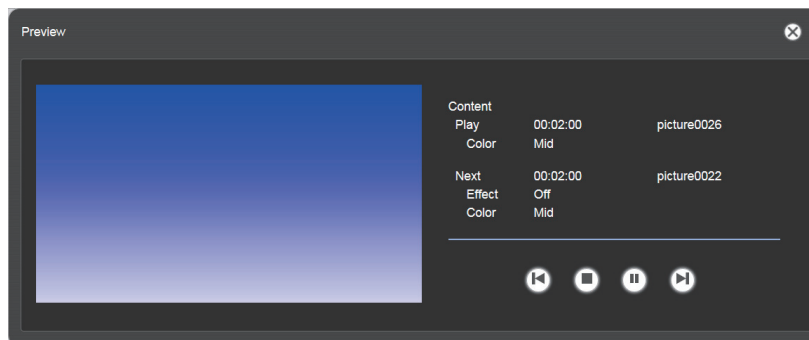 Preview
Content
Play 00:02:00 picture0026
Color Mid
Next 00:02:00 picture0022
Effect Off
Color Mid